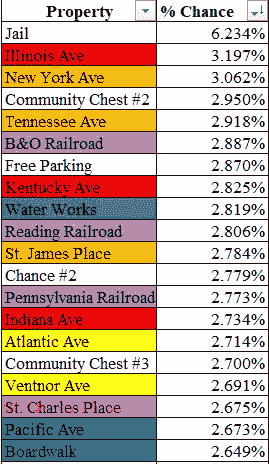 Property % Chance
Jail 6.234%
Illinois Ave 3.197%
New York Ave 3.062%
Community Chest #2 2.950%
Tennessee Ave 2.918%
B&O Railroad 2.887%
Free Parking 2.870%
Kentucky Ave 2.825%
Water Works 2.819%
Reading Railroad 2.806%
St. James Place 2.784%
Chance #2 2.779%
Pennsylvania Railroad 2.773%
Indiana Ave 2.734%
Atlantic Ave 2.714%
Community Chest #3 2.700%
Ventnor Ave 2.691%
St. Charles Place 2.675%
Pacific Ave 2.673%
Boardwalk 2.649%